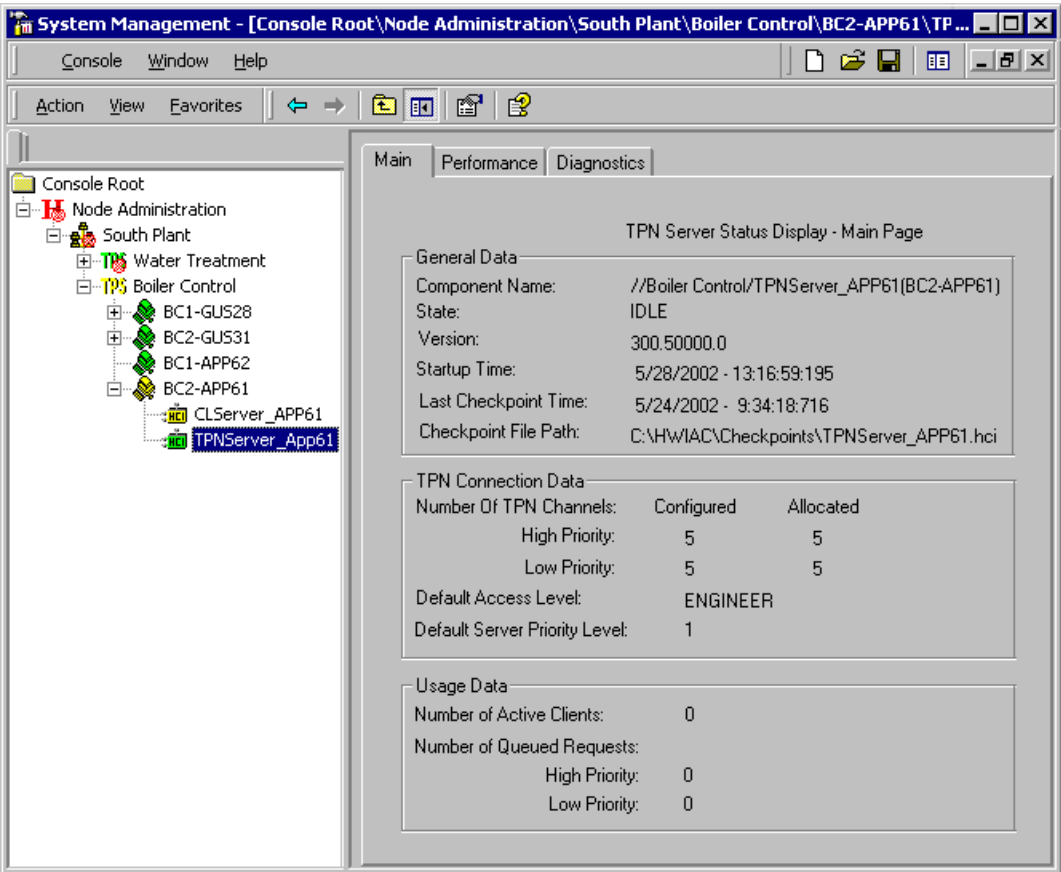 System Management - [Console Root\Node Administration\South Plant\Boiler Control\BC2-APP61\TP...
Console Window Help
Action View Favorites
Console Root
Node Administration
South Plant
TPS Water Treatment
TPS Boiler Control
BC1-GUS28
BC2-GUS31
BC1-APP62
BC2-APP61
HCI CLServer_APP61
HCI TPNServer_App61
Main Performance Diagnostics
TPN Server Status Display - Main Page
General Data
Component Name: //Boiler Control/TPNServer_APP61(BC2-APP61)
State: IDLE
Version: 300.50000.0
Startup Time: 5/28/2002 - 13:16:59:195
Last Checkpoint Time: 5/24/2002 - 9:34:18:716
Checkpoint File Path: C:\HWIAC\Checkpoints\TPNServer_APP61.hci
TPN Connection Data
Number Of TPN Channels: Configured Allocated
High Priority: 5 5
Low Priority: 5 5
Default Access Level: ENGINEER
Default Server Priority Level: 1
Usage Data
Number of Active Clients: 0
Number of Queued Requests:
High Priority: 0
Low Priority: 0